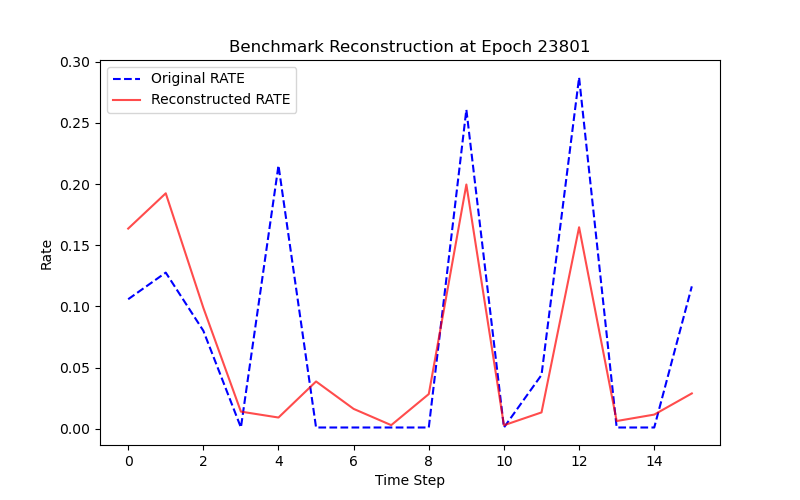 Benchmark Reconstruction at Epoch 23801
Original RATE
Reconstructed RATE
0.30
0.25
0.20
0.15
0.10
0.05
0.00
Rate
0 2 4 6 8 10 12 14
Time Step